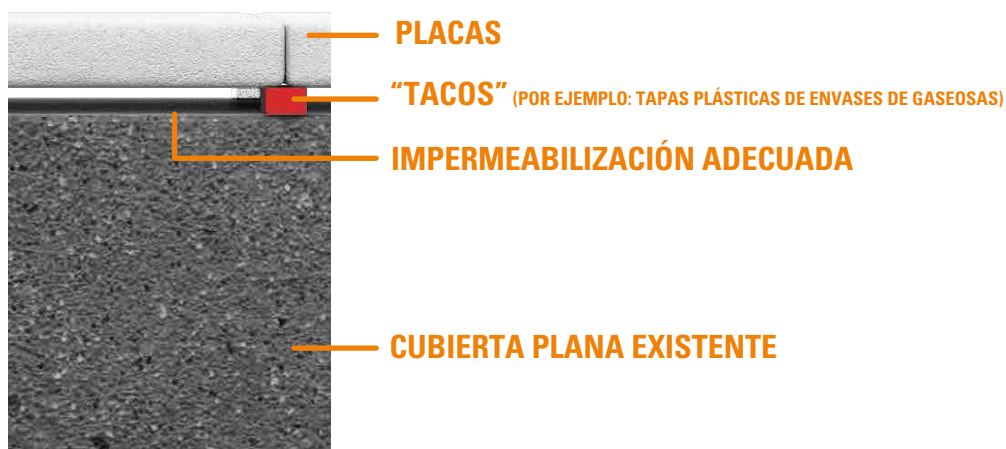 PLACAS
“TACOS” (POR EJEMPLO: TAPAS PLÁSTICAS DE ENVASES DE GASEOSAS)
IMPERMEABILIZACIÓN ADECUADA
CUBIERTA PLANA EXISTENTE